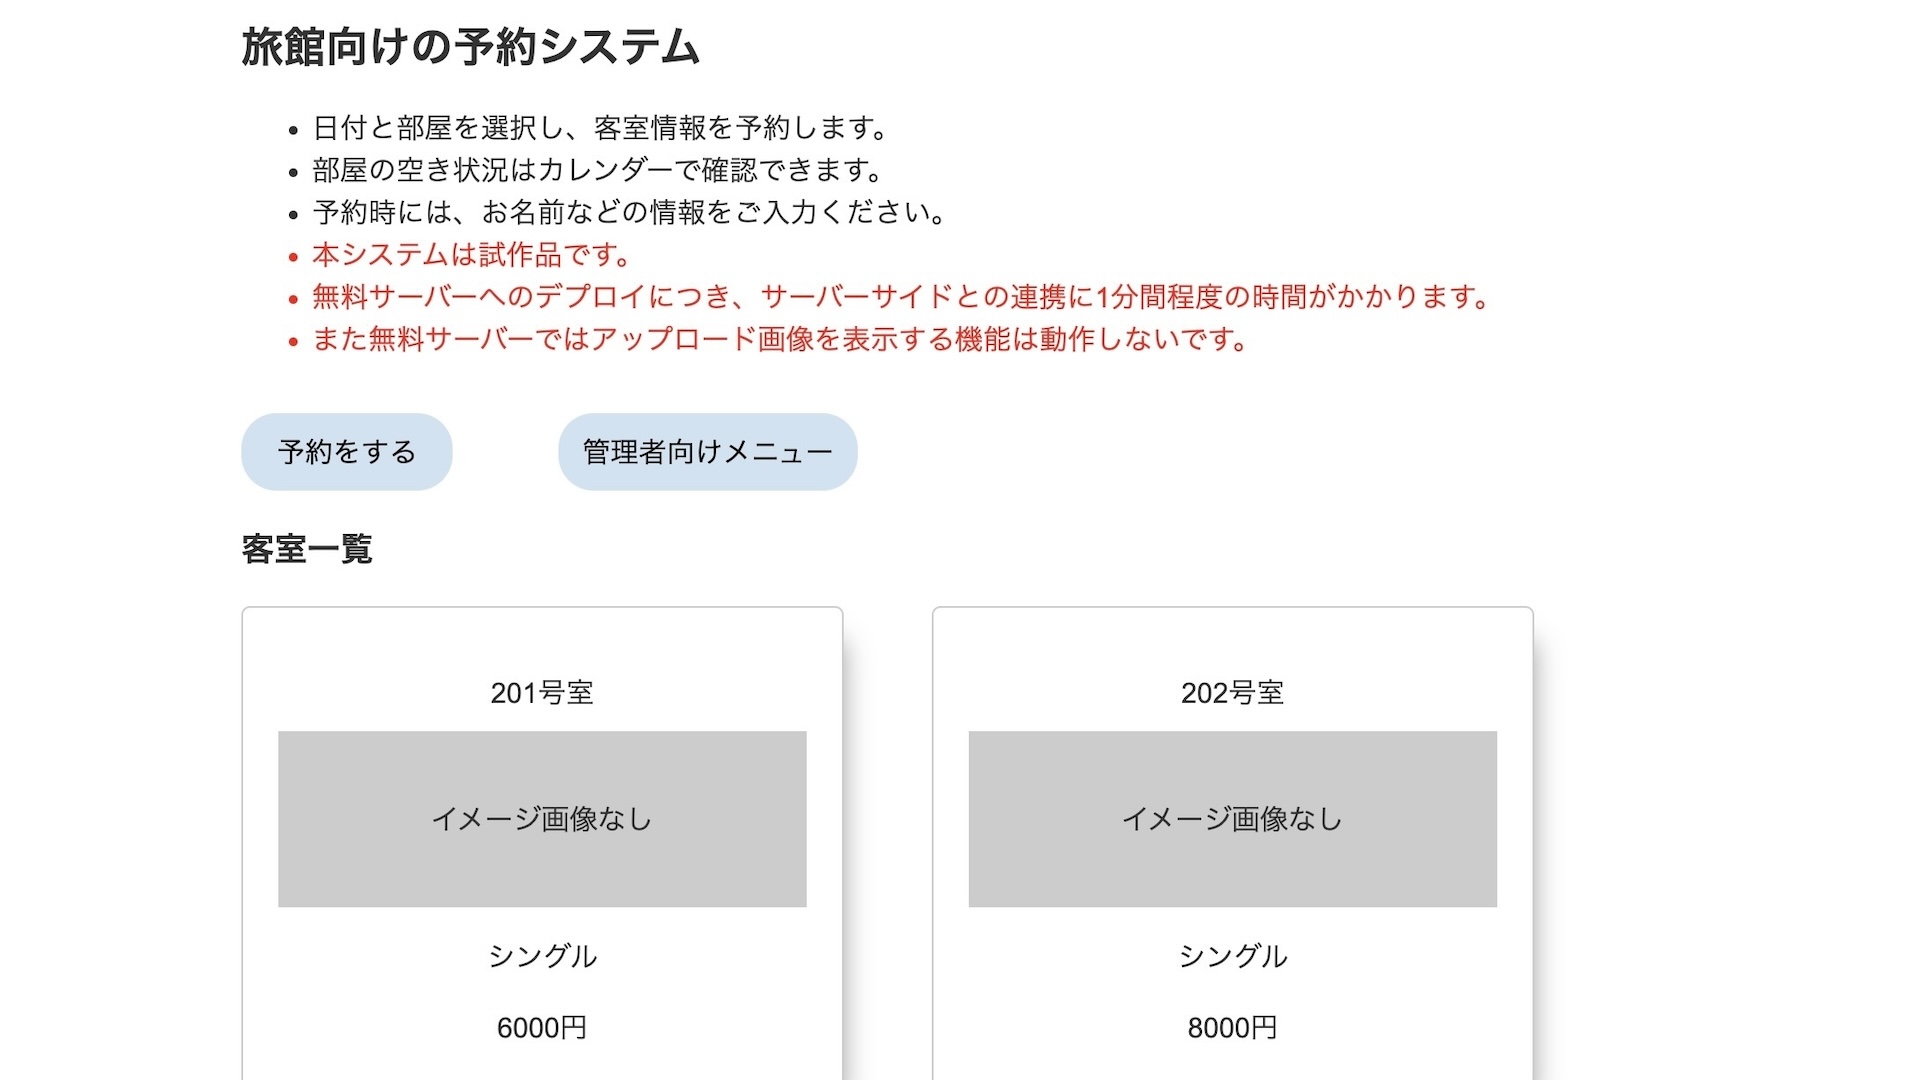 旅館向けの予約システム
日付と部屋を選択し、客室情報を予約します。
部屋の空き状況はカレンダーで確認できます。
予約時には、お名前などの情報をご入力ください。
本システムは試作品です。
無料サーバーへのデプロイにつき、サーバーサイドとの連携に1分間程度の時間がかかります。
また無料サーバーではアップロード画像を表示する機能は動作しないです。
予約をする 管理者向けメニュー
客室一覧
201号室
イメージ画像なし
シングル
6000円
202号室
イメージ画像なし
シングル
8000円